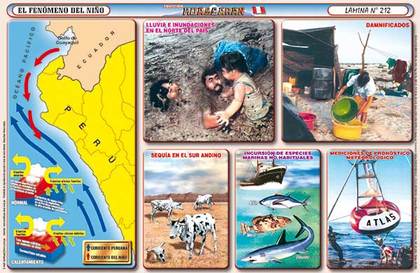 EL FENÓMENO DEL NIÑO
HUASCARÁN
LÁMINA Nº 212
OCÉANO PACÍFICO
Golfo de
Guayaquil
ECUADOR
PERÚ
NORMAL
CALENTAMIENTO
CORRIENTE PERUANA
CORRIENTE DEL NIÑO
LLUVIA E INUNDACIONES
EN EL NORTE DEL PAÍS
DAMNIFICADOS
SEQUÍA EN EL SUR ANDINO
INCURSIÓN DE ESPECIES
MARINAS NO HABITUALES
MEDICIONES DE PRONÓSTICO
METEOROLÓGICO
ATLAS